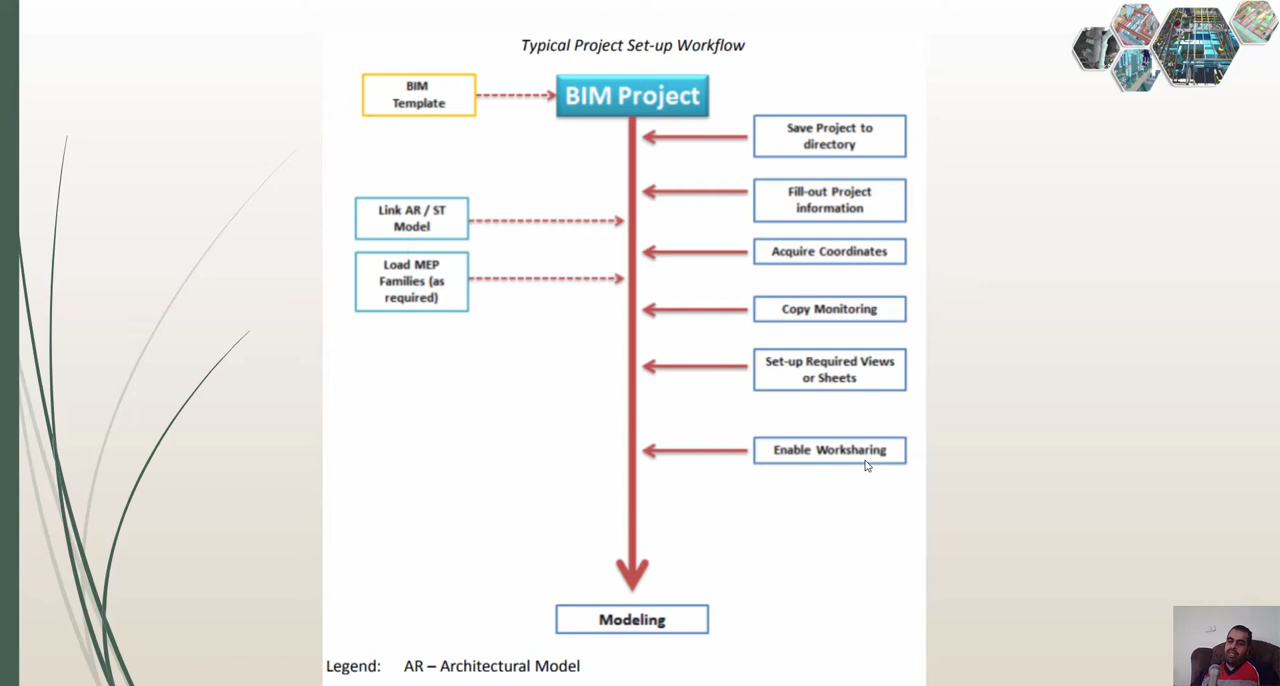 Typical Project Set-up Workflow
BIM
Template
BIM Project
Save Project to
directory
Fill-out Project
information
Link AR / ST
Model
Acquire Coordinates
Load MEP
Families (as
required)
Copy Monitoring
Set-up Required Views
or Sheets
Enable Worksharing
Modeling
Legend: AR – Architectural Model